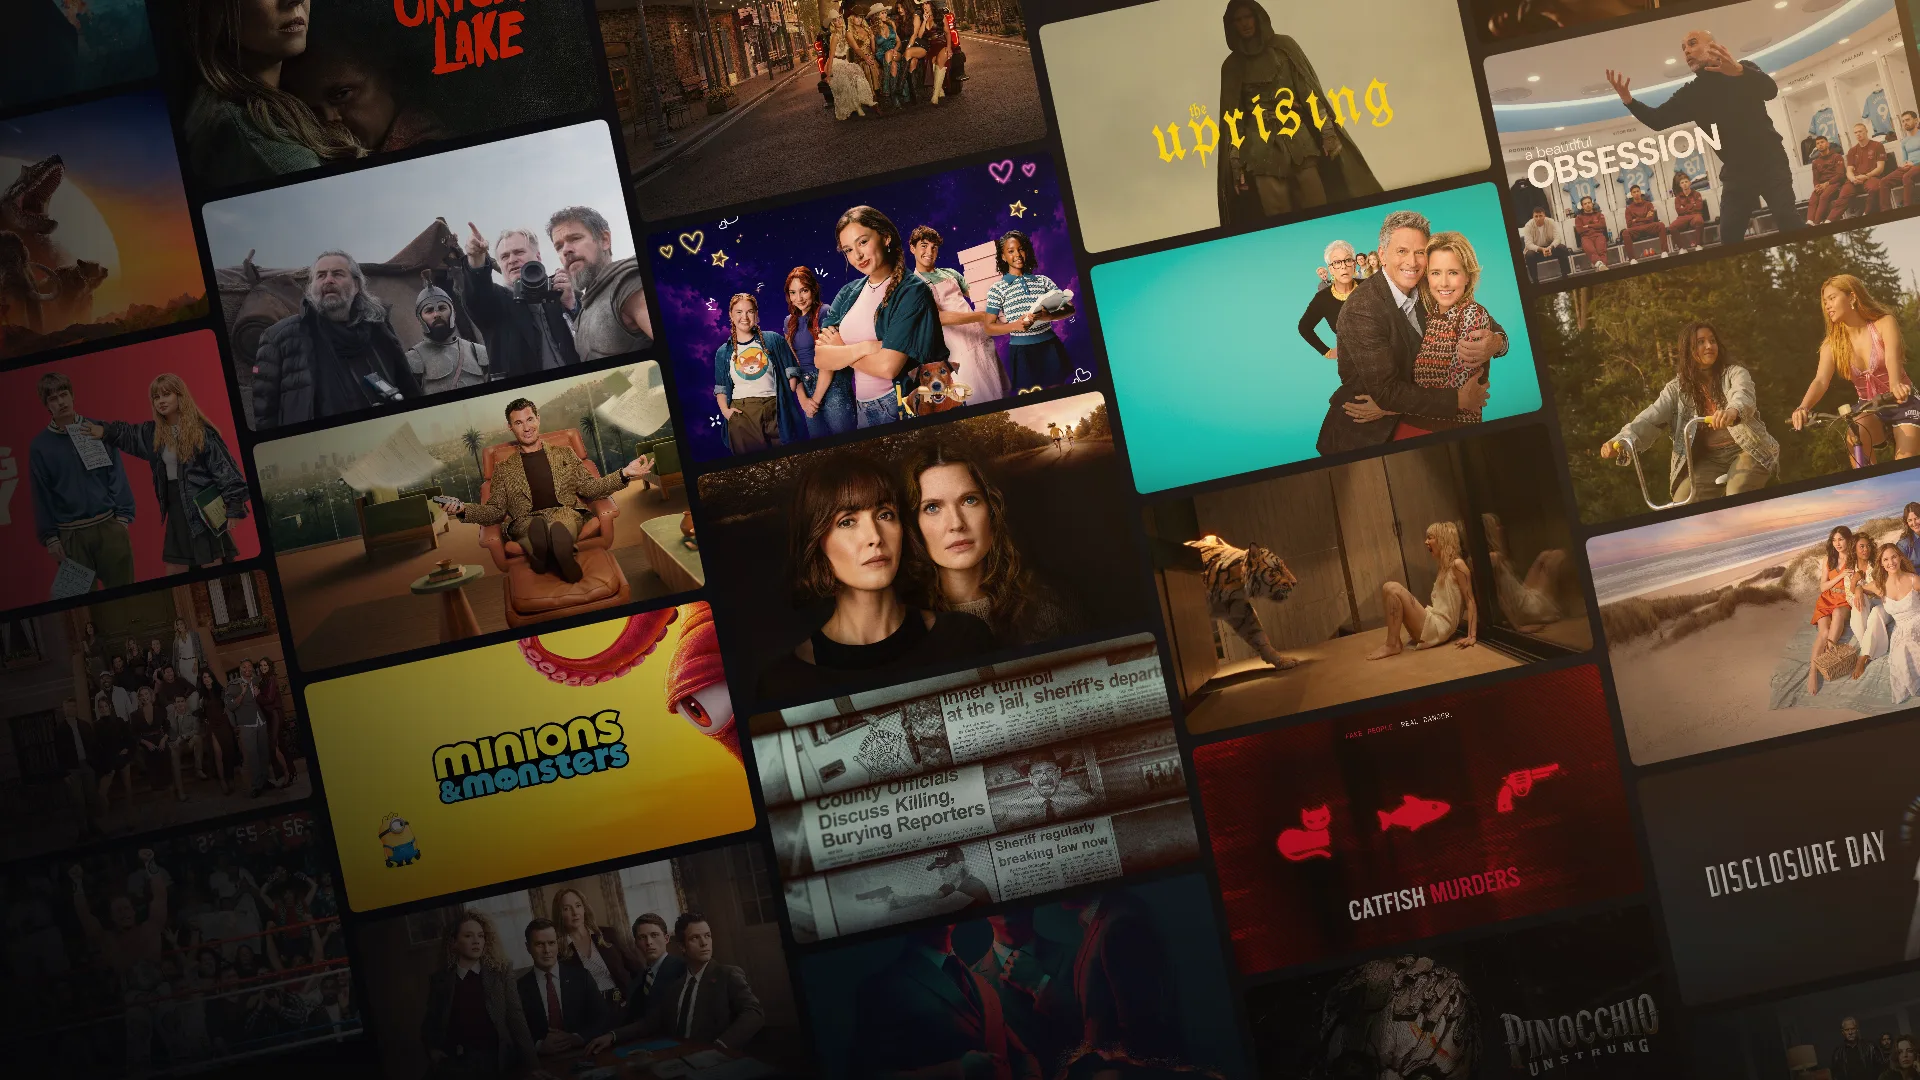 LAKE
the
uprising
a beautiful
OBSESSION
minions
&monsters
Inner turmoil
at the jail, sheriff's depart
County Officials
Discuss Killing,
Burying Reporters
Sheriff regularly
breaking law now
FAKE PEOPLE. REAL DANGER.
CATFISH MURDERS
DISCLOSURE DAY
PINOCCHIO
UNSTRUNG